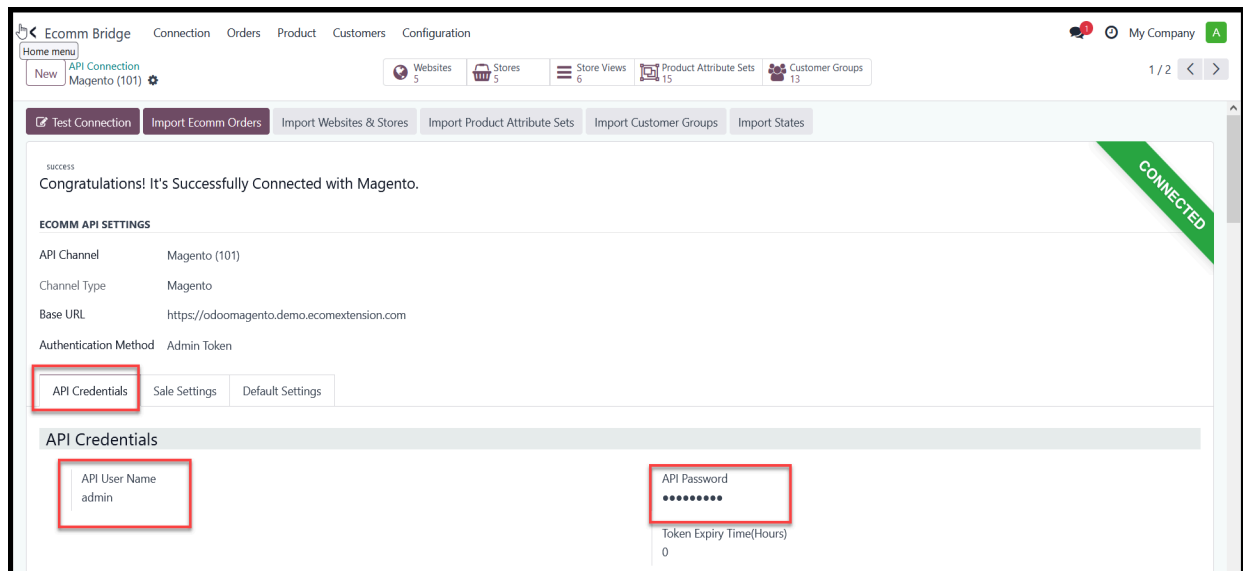 Ecomm Bridge Connection Orders Product Customers Configuration 1 My Company A
Home menu
New API Connection Websites Stores Store Views Product Attribute Sets Customer Groups 1 / 2
Magento (101) 5 5 6 15 13
Test Connection Import Ecomm Orders Import Websites & Stores Import Product Attribute Sets Import Customer Groups Import States
success
Congratulations! It's Successfully Connected with Magento.
CONNECTED
ECOMM API SETTINGS
API Channel Magento (101)
Channel Type Magento
Base URL https://odoomagento.demo.ecomextension.com
Authentication Method Admin Token
API Credentials Sale Settings Default Settings
API Credentials
API User Name API Password
admin •••••••••
Token Expiry Time(Hours)
0